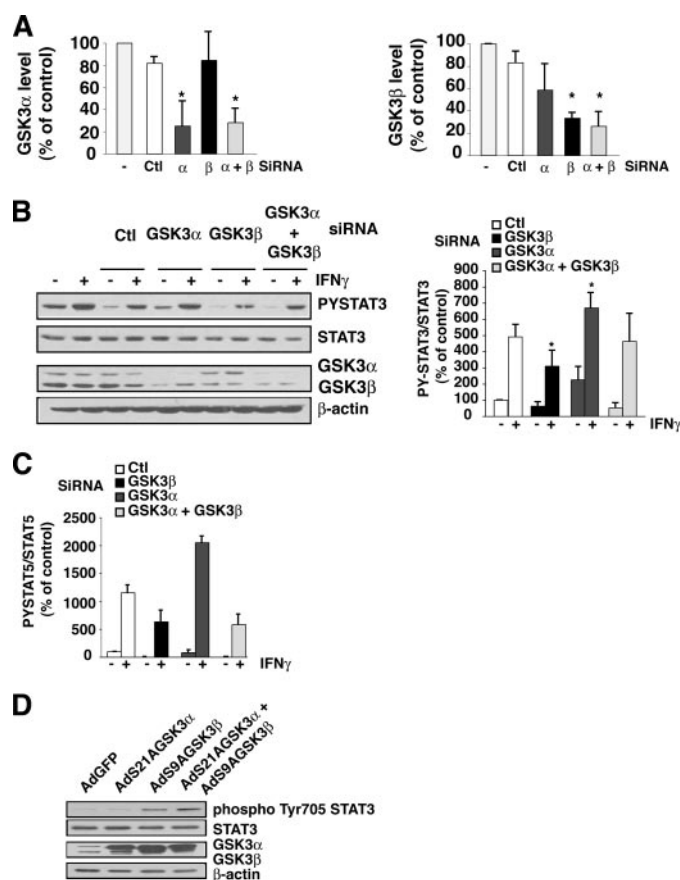 A
GSK3α level
(% of control)
100
80
60
40
20
0
- Ctl α β α + β SiRNA
GSK3β level
(% of control)
100
80
60
40
20
0
- Ctl α β α + β SiRNA
* *
* *
B
Ctl GSK3α GSK3β GSK3α + GSK3β siRNA
- + - + - + - + - + IFNγ
PYSTAT3
STAT3
GSK3α
GSK3β
β-actin
SiRNA
Ctl
GSK3β
GSK3α
GSK3α + GSK3β
PY-STAT3/STAT3
(% of control)
900
800
700
600
500
400
300
200
100
0
* *
- + - + - + - + IFNγ
C
SiRNA
Ctl
GSK3β
GSK3α
GSK3α + GSK3β
PYSTAT5/STAT5
(% of control)
2500
2000
1500
1000
500
0
- + - + - + - + IFNγ
D
AdGFP
AdS21AGSK3α
AdS9AGSK3β
AdS21AGSK3α +
AdS9AGSK3β
phospho Tyr705 STAT3
STAT3
GSK3α
GSK3β
β-actin